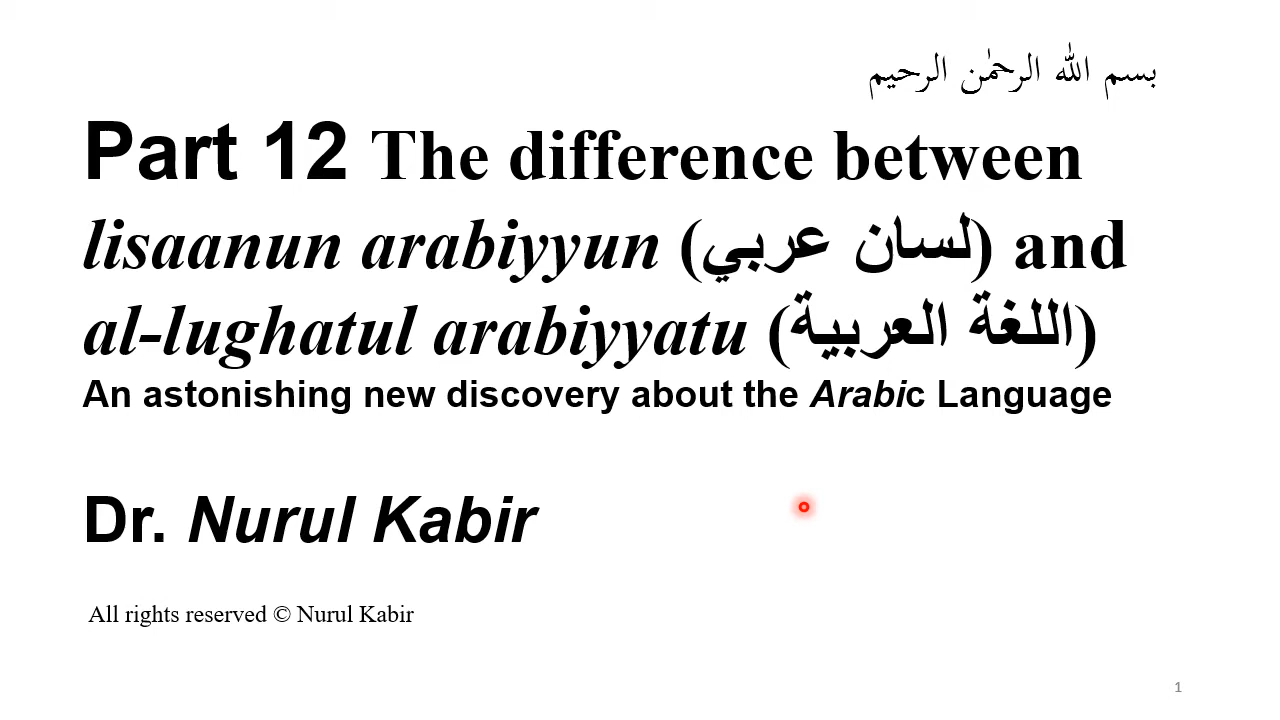 بسم الله الرحمٰن الرحيم
Part 12 The difference between
lisaanun arabiyyun (لسان عربي) and
al-lughatul arabiyyatu (اللغة العربية)
An astonishing new discovery about the Arabic Language
Dr. Nurul Kabir
All rights reserved © Nurul Kabir
1